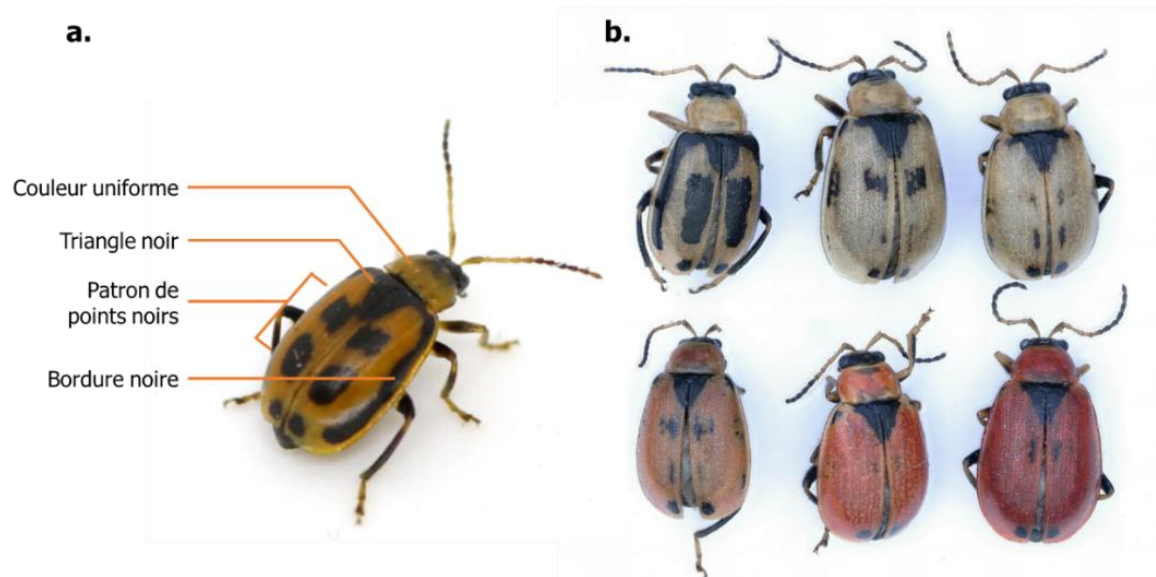 a.
b.
Couleur uniforme
Triangle noir
Patron de
points noirs
Bordure noire